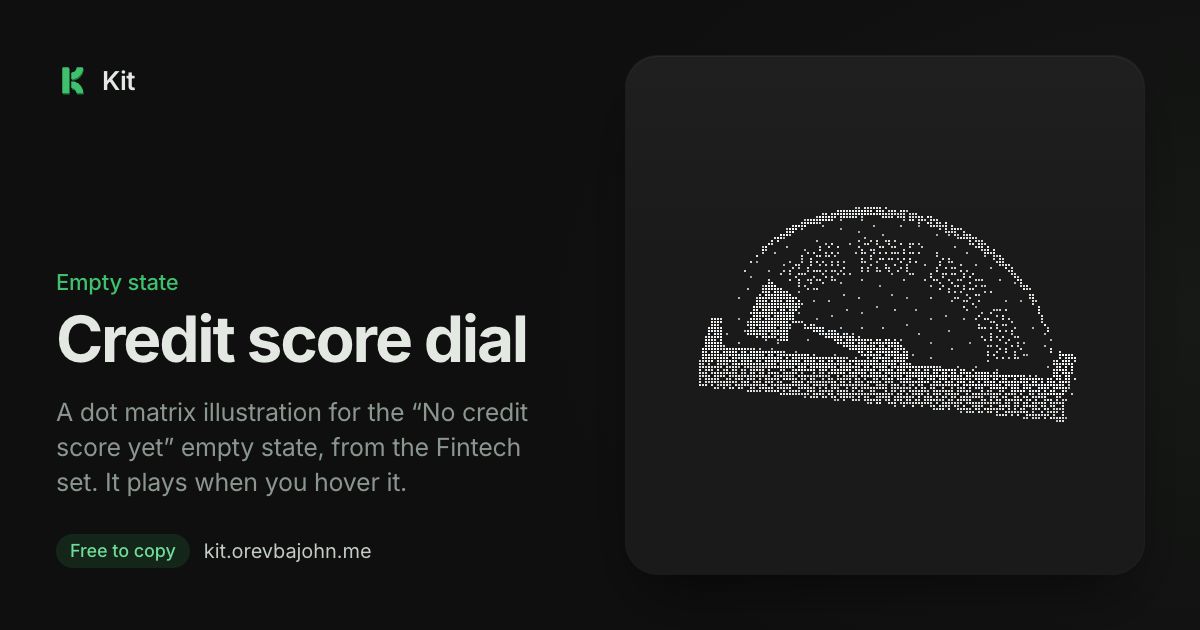 Kit
Empty state
Credit score dial
A dot matrix illustration for the “No credit
score yet” empty state, from the Fintech
set. It plays when you hover it.
Free to copy
kit.orevbajohn.me